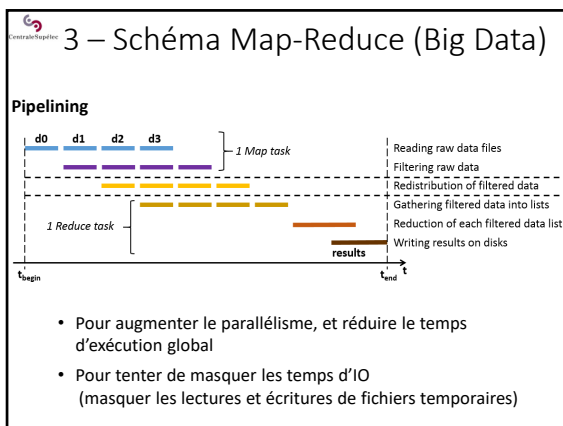 CentraleSupélec
3 – Schéma Map-Reduce (Big Data)
Pipelining
d0 d1 d2 d3
1 Map task
Reading raw data files
Filtering raw data
Redistribution of filtered data
Gathering filtered data into lists
1 Reduce task
Reduction of each filtered data list
Writing results on disks
results
t
tbegin
tend
• Pour augmenter le parallélisme, et réduire le temps
d'exécution global
• Pour tenter de masquer les temps d'IO
(masquer les lectures et écritures de fichiers temporaires)